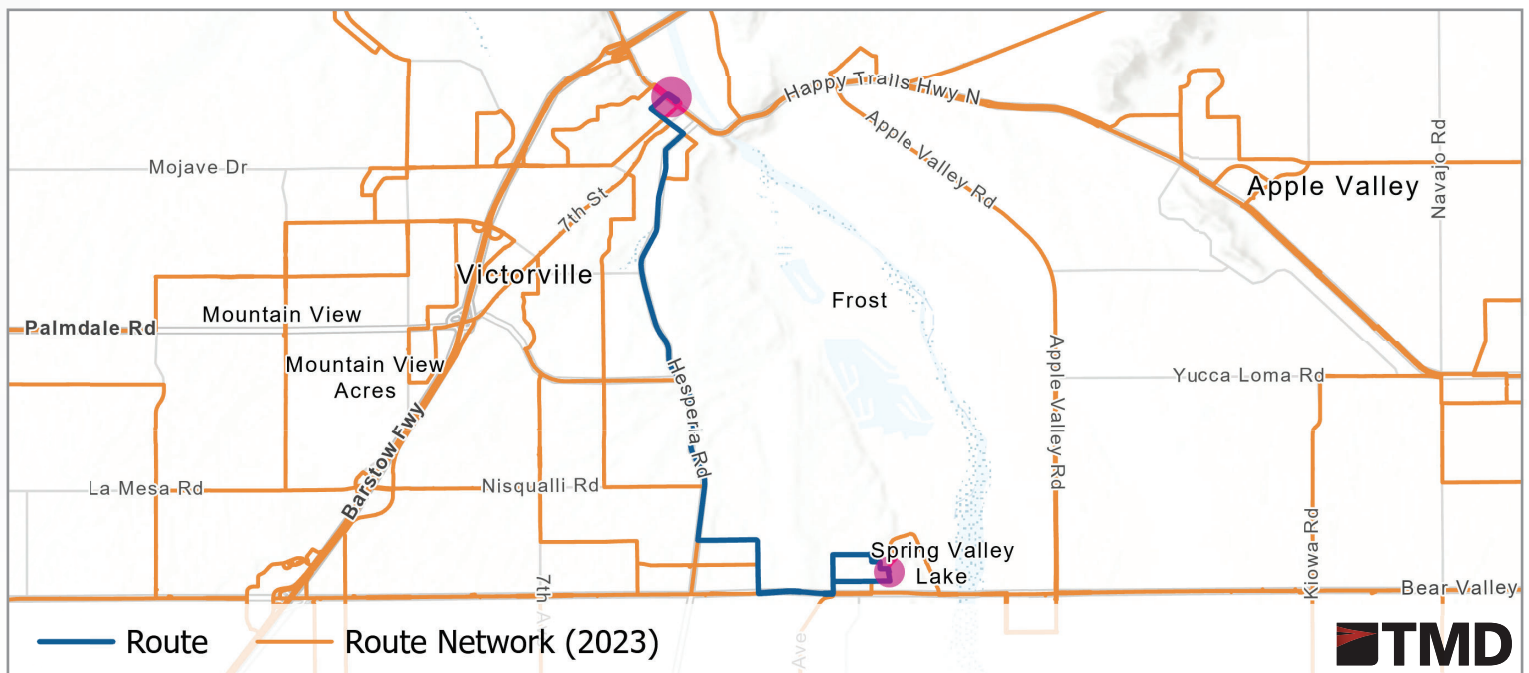 Happy Trails Hwy N
Mojave Dr
Apple Valley Rd
Navajo Rd
Apple Valley
7th St
Victorville
Frost
Mountain View
Palmdale Rd
Mountain View
Acres
Hesperia Rd
Apple Valley Rd
Yucca Loma Rd
Barstow Fwy
La Mesa Rd
Nisqualli Rd
Kiowa Rd
Spring Valley
Lake
7th A
Bear Valley
Ave
Route
Route Network (2023)
TMD